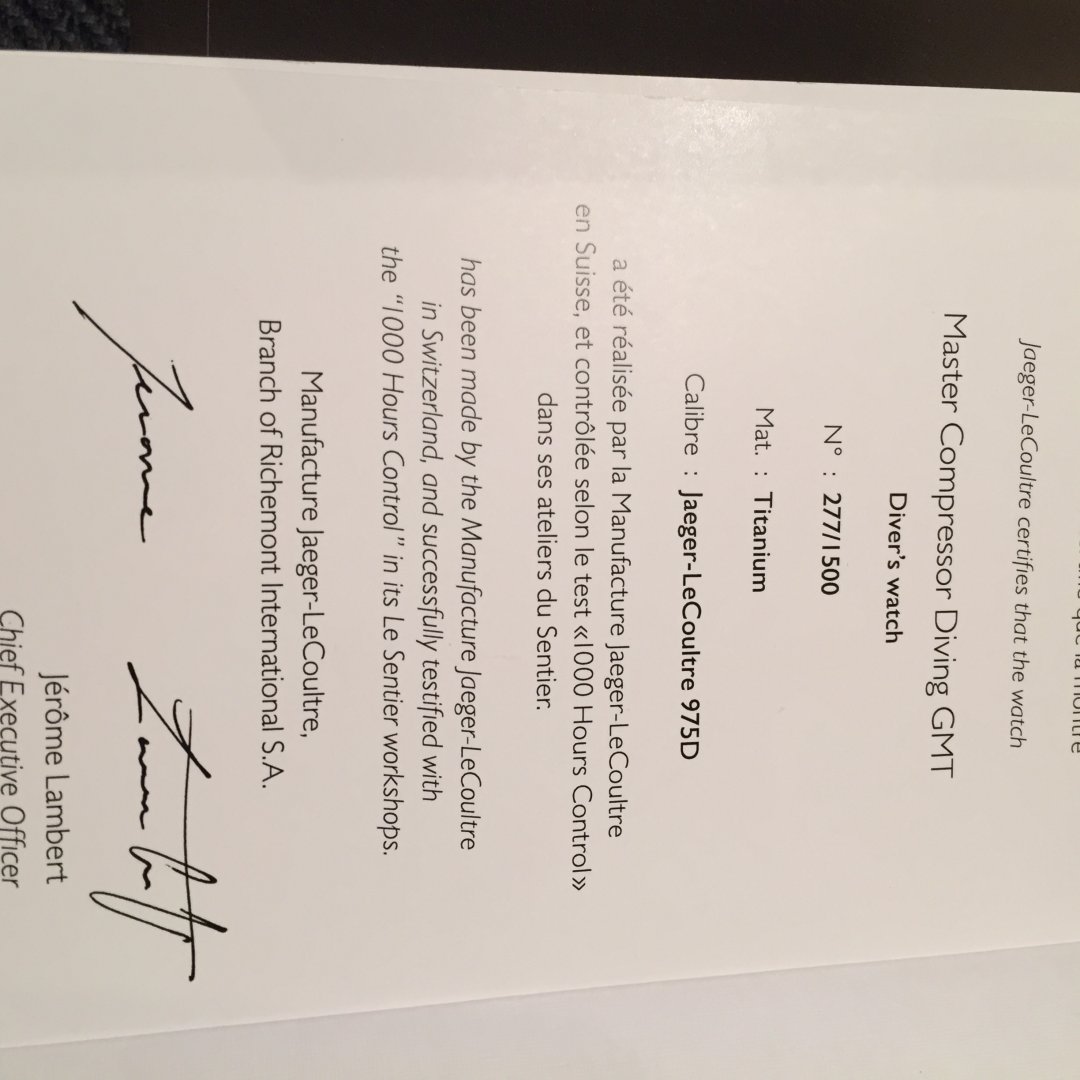 que la montre
Jaeger-LeCoultre certifies that the watch
Master Compressor Diving GMT
Diver's watch
N° : 277/1500
Mat. : Titanium
Calibre : Jaeger-LeCoultre 975D
a été réalisée par la Manufacture Jaeger-LeCoultre
en Suisse, et contrôlée selon le test «1000 Hours Control»
dans ses ateliers du Sentier.
has been made by the Manufacture Jaeger-LeCoultre
in Switzerland, and successfully testified with
the "1000 Hours Control" in its Le Sentier workshops.
Manufacture Jaeger-LeCoultre,
Branch of Richemont International S.A.
Jérôme Lambert
Chief Executive Officer